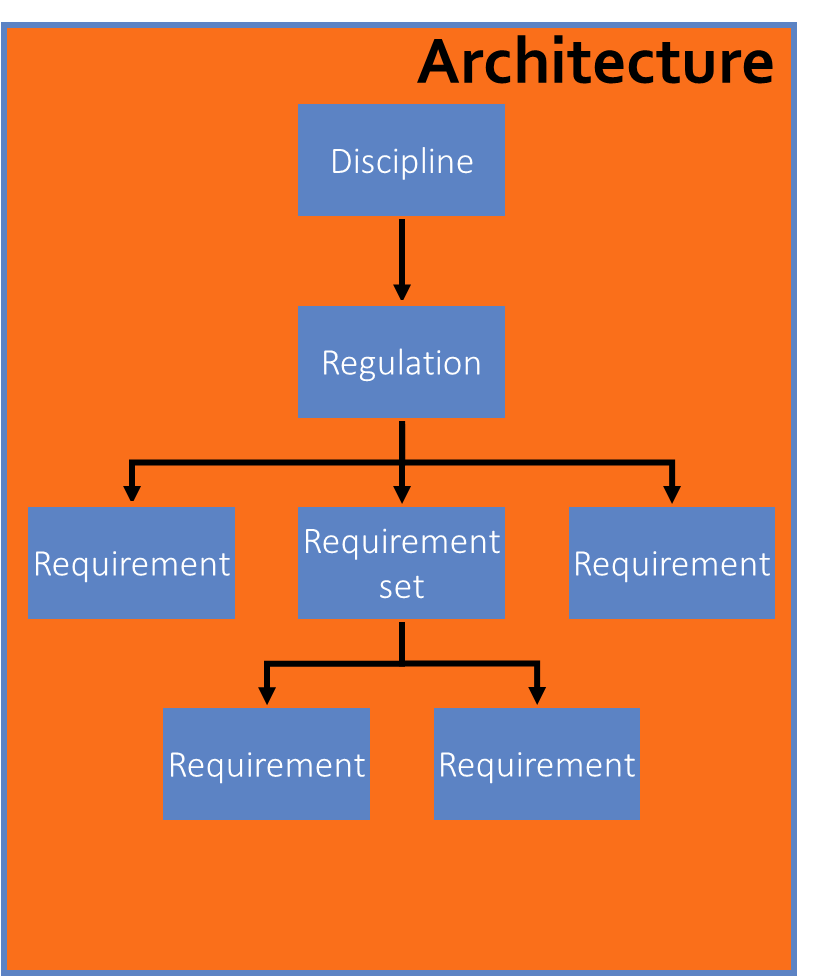 Architecture
Discipline
Regulation
Requirement
Requirement
set
Requirement
Requirement
Requirement